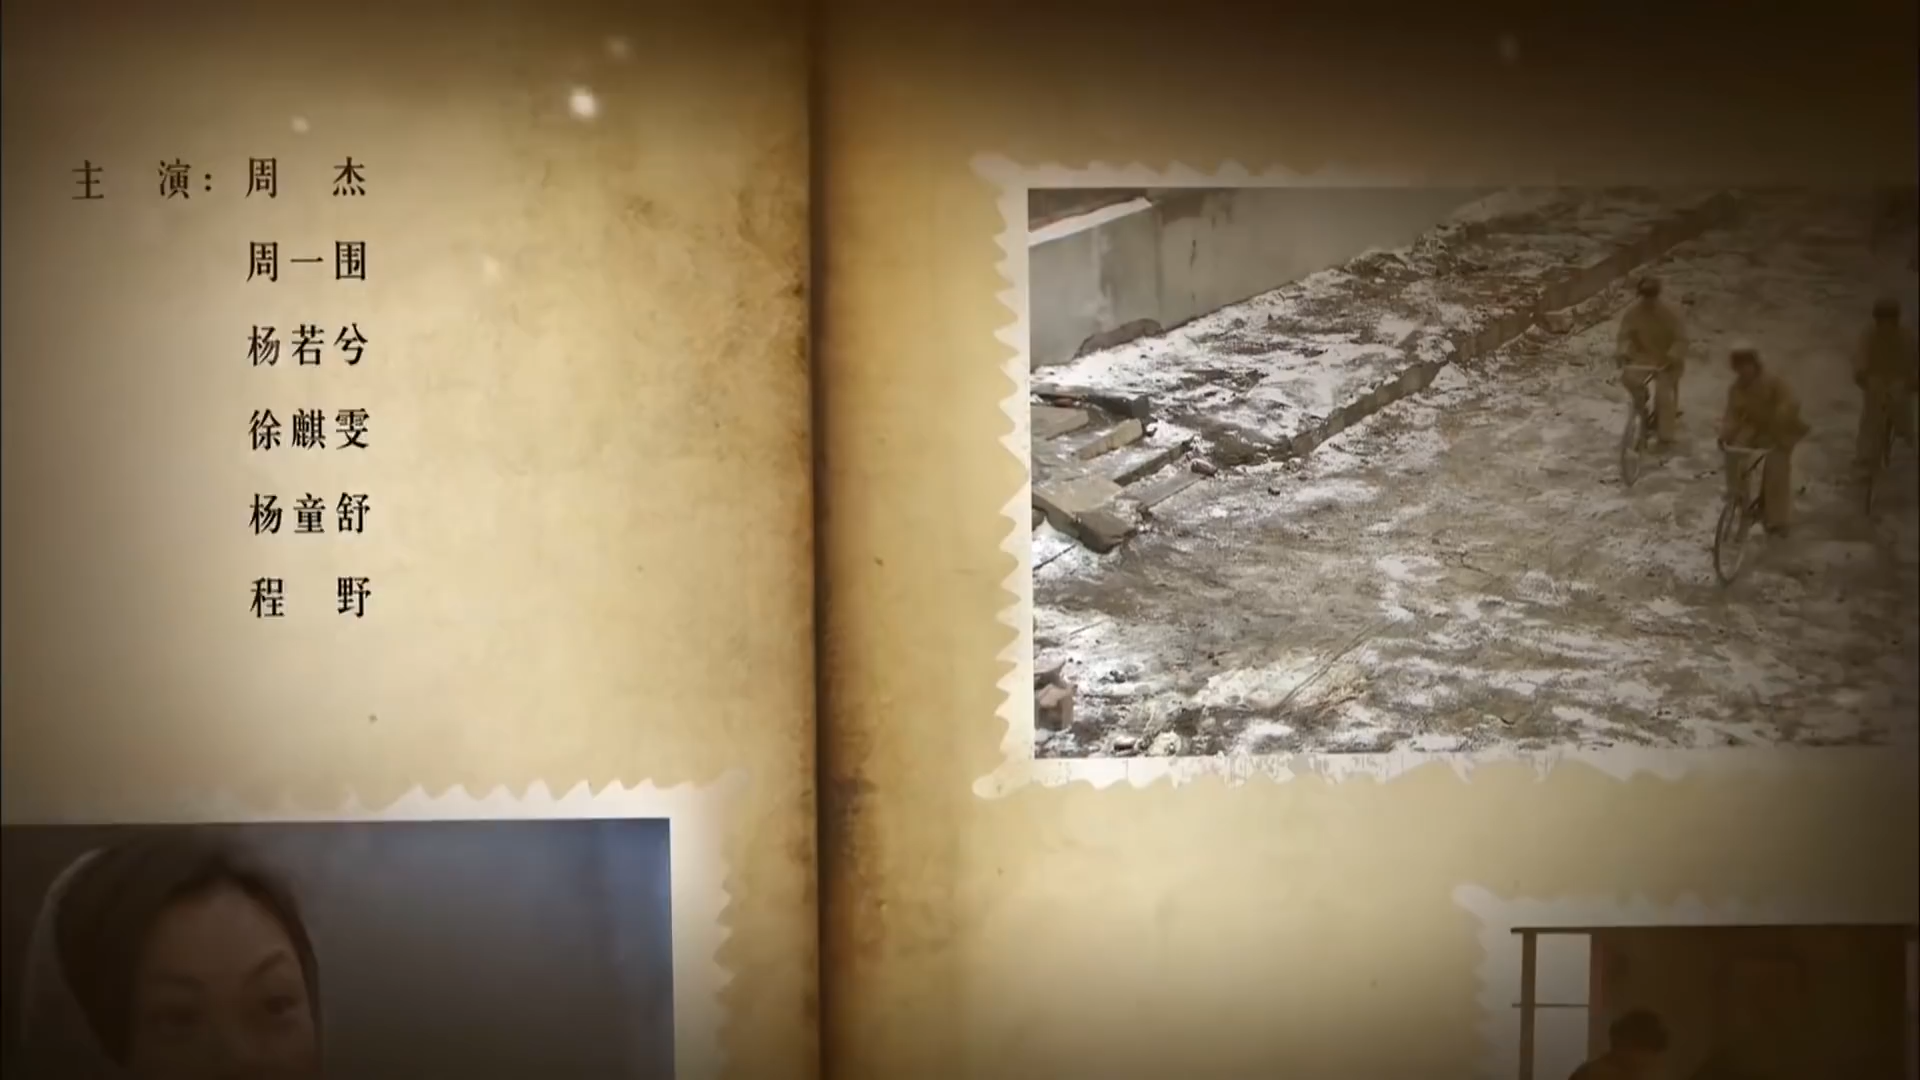 主 演：周 杰
周一围
杨若兮
徐麒雯
杨童舒
程 野